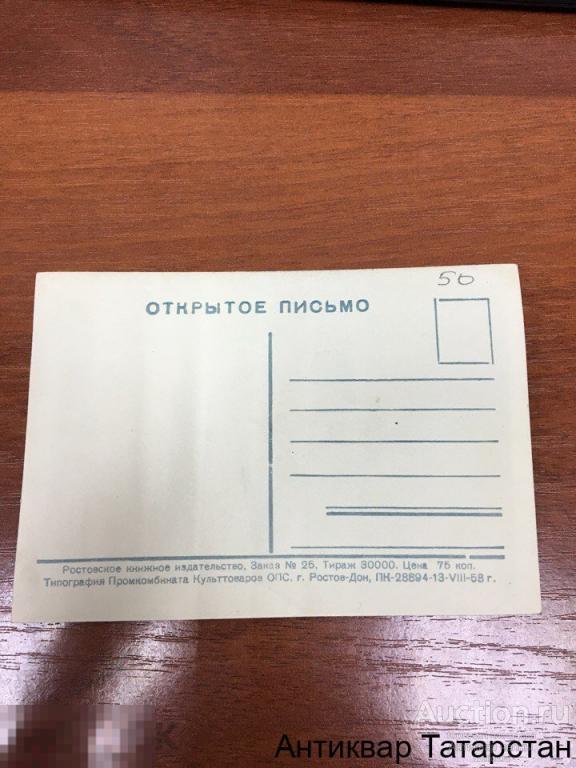 50
ОТКРЫТОЕ ПИСЬМО
Ростовское книжное издательство, Заказ № 25, Тираж 30000. Цена 75 коп.
Типография Промкомбината Культтоваров ОПС. г. Ростов-Дон, ПК-28894-13-VIII-58 г.
Auction.ru
Антиквар Татарстан